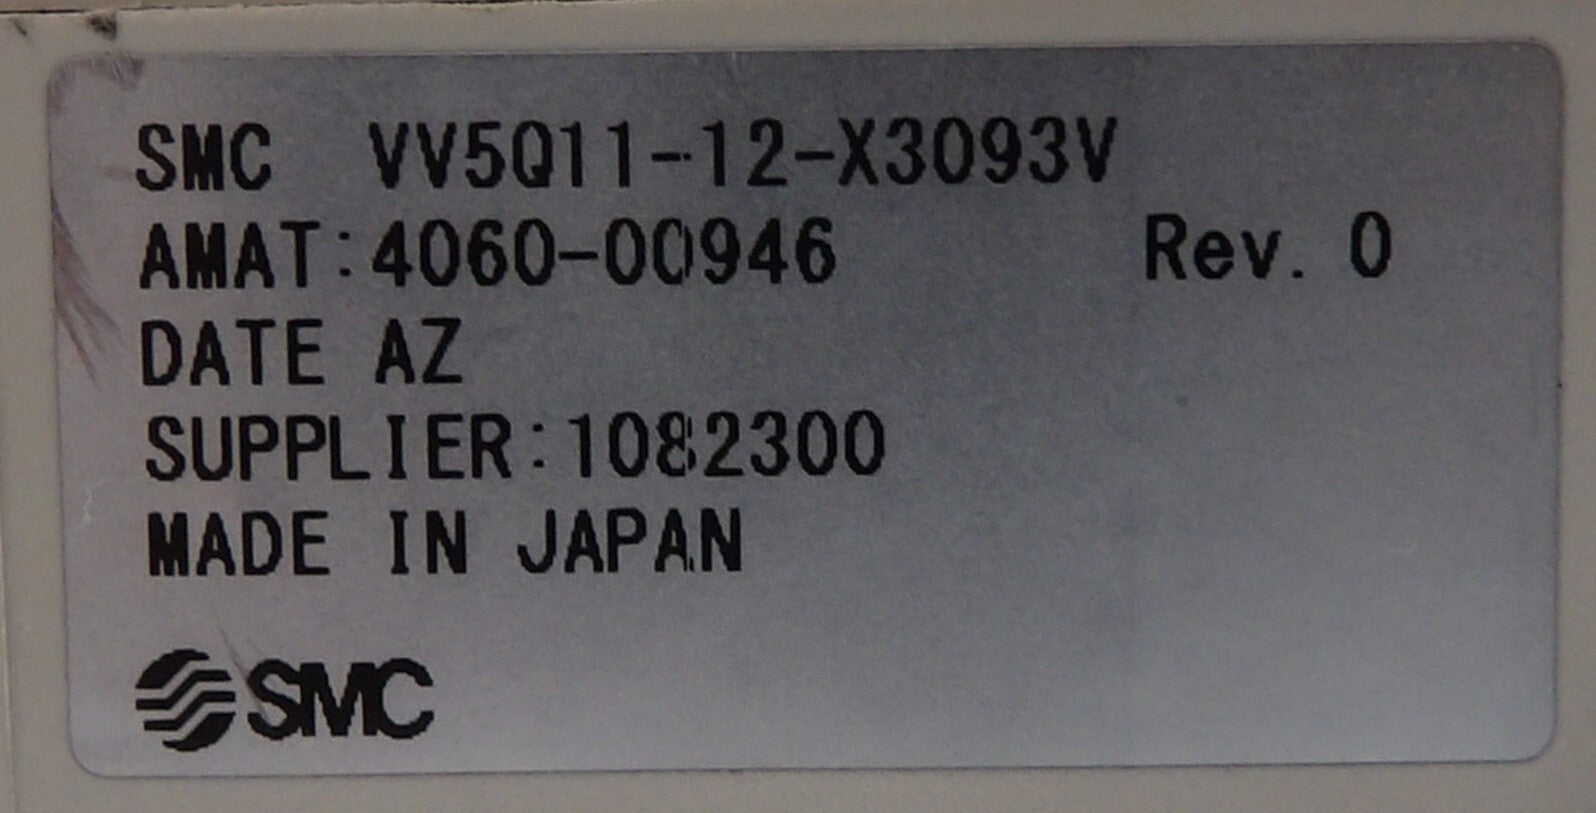 SMC VV5Q11-12-X3093V
AMAT:4060-00946 Rev. 0
DATE AZ
SUPPLIER:1082300
MADE IN JAPAN
SMC